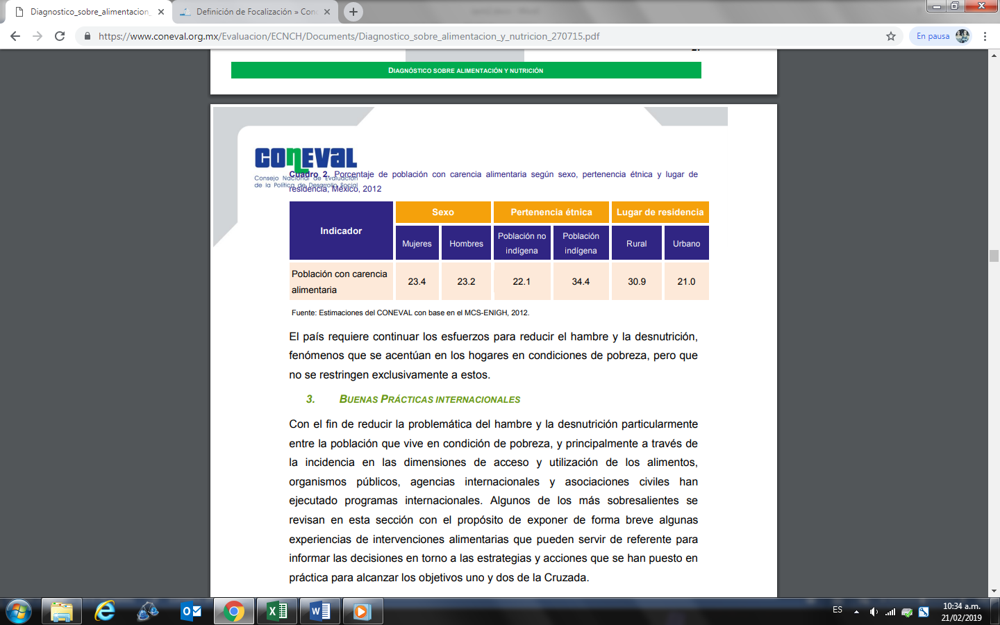 Diagnostico_sobre_alimentacion_
Definición de Focalización » Conc
https://www.coneval.org.mx/Evaluacion/ECNCH/Documents/Diagnostico_sobre_alimentacion_y_nutricion_270715.pdf
En pausa
DIAGNÓSTICO SOBRE ALIMENTACIÓN Y NUTRICIÓN
CONEVAL
Consejo Nacional de Evaluación
de la Política de Desarrollo Social
Cuadro 2. Porcentaje de población con carencia alimentaria según sexo, pertenencia étnica y lugar de
residencia, México, 2012
Indicador
Sexo
Pertenencia étnica
Lugar de residencia
Mujeres
Hombres
Población no
indígena
Población
indígena
Rural
Urbano
Población con carencia
alimentaria
23.4
23.2
22.1
34.4
30.9
21.0
Fuente: Estimaciones del CONEVAL con base en el MCS-ENIGH, 2012.
El país requiere continuar los esfuerzos para reducir el hambre y la desnutrición,
fenómenos que se acentúan en los hogares en condiciones de pobreza, pero que
no se restringen exclusivamente a estos.
3. BUENAS PRÁCTICAS INTERNACIONALES
Con el fin de reducir la problemática del hambre y la desnutrición particularmente
entre la población que vive en condición de pobreza, y principalmente a través de
la incidencia en las dimensiones de acceso y utilización de los alimentos,
organismos públicos, agencias internacionales y asociaciones civiles han
ejecutado programas internacionales. Algunos de los más sobresalientes se
revisan en esta sección con el propósito de exponer de forma breve algunas
experiencias de intervenciones alimentarias que pueden servir de referente para
informar las decisiones en torno a las estrategias y acciones que se han puesto en
práctica para alcanzar los objetivos uno y dos de la Cruzada.
ES
10:34 a.m.
21/02/2019